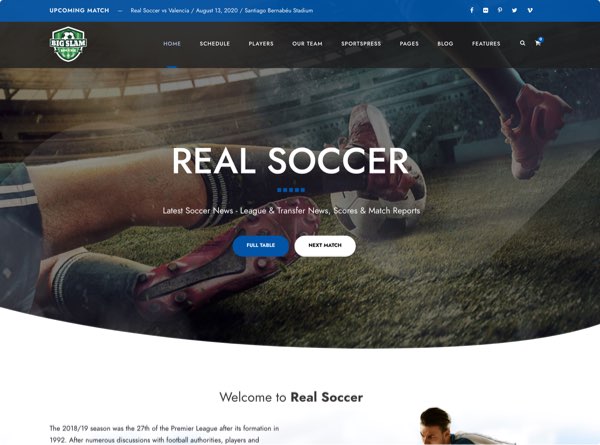 UPCOMING MATCH — Real Soccer vs Valencia / August 13, 2020 / Santiago Bernabéu Stadium
BIG SLAM
HOME SCHEDULE PLAYERS OUR TEAM SPORTSPRESS PAGES BLOG FEATURES
REAL SOCCER
Latest Soccer News - League & Transfer News, Scores & Match Reports
FULL TABLE NEXT MATCH
Welcome to Real Soccer
The 2018/19 season was the 27th of the Premier League after its formation in
1992. After numerous discussions with football authorities, players and